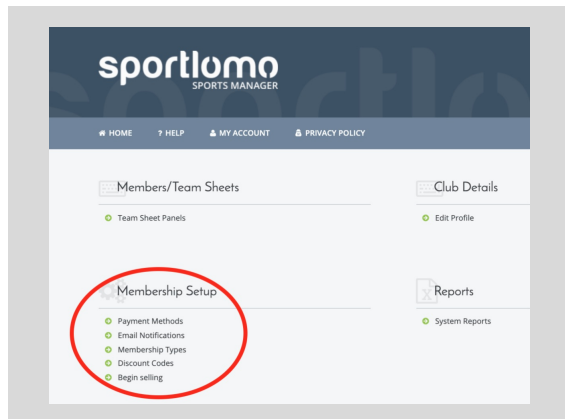 sportlomo
SPORTS MANAGER
HOME ? HELP MY ACCOUNT PRIVACY POLICY
Members/Team Sheets
Team Sheet Panels
Club Details
Edit Profile
Membership Setup
Payment Methods
Email Notifications
Membership Types
Discount Codes
Begin selling
Reports
System Reports